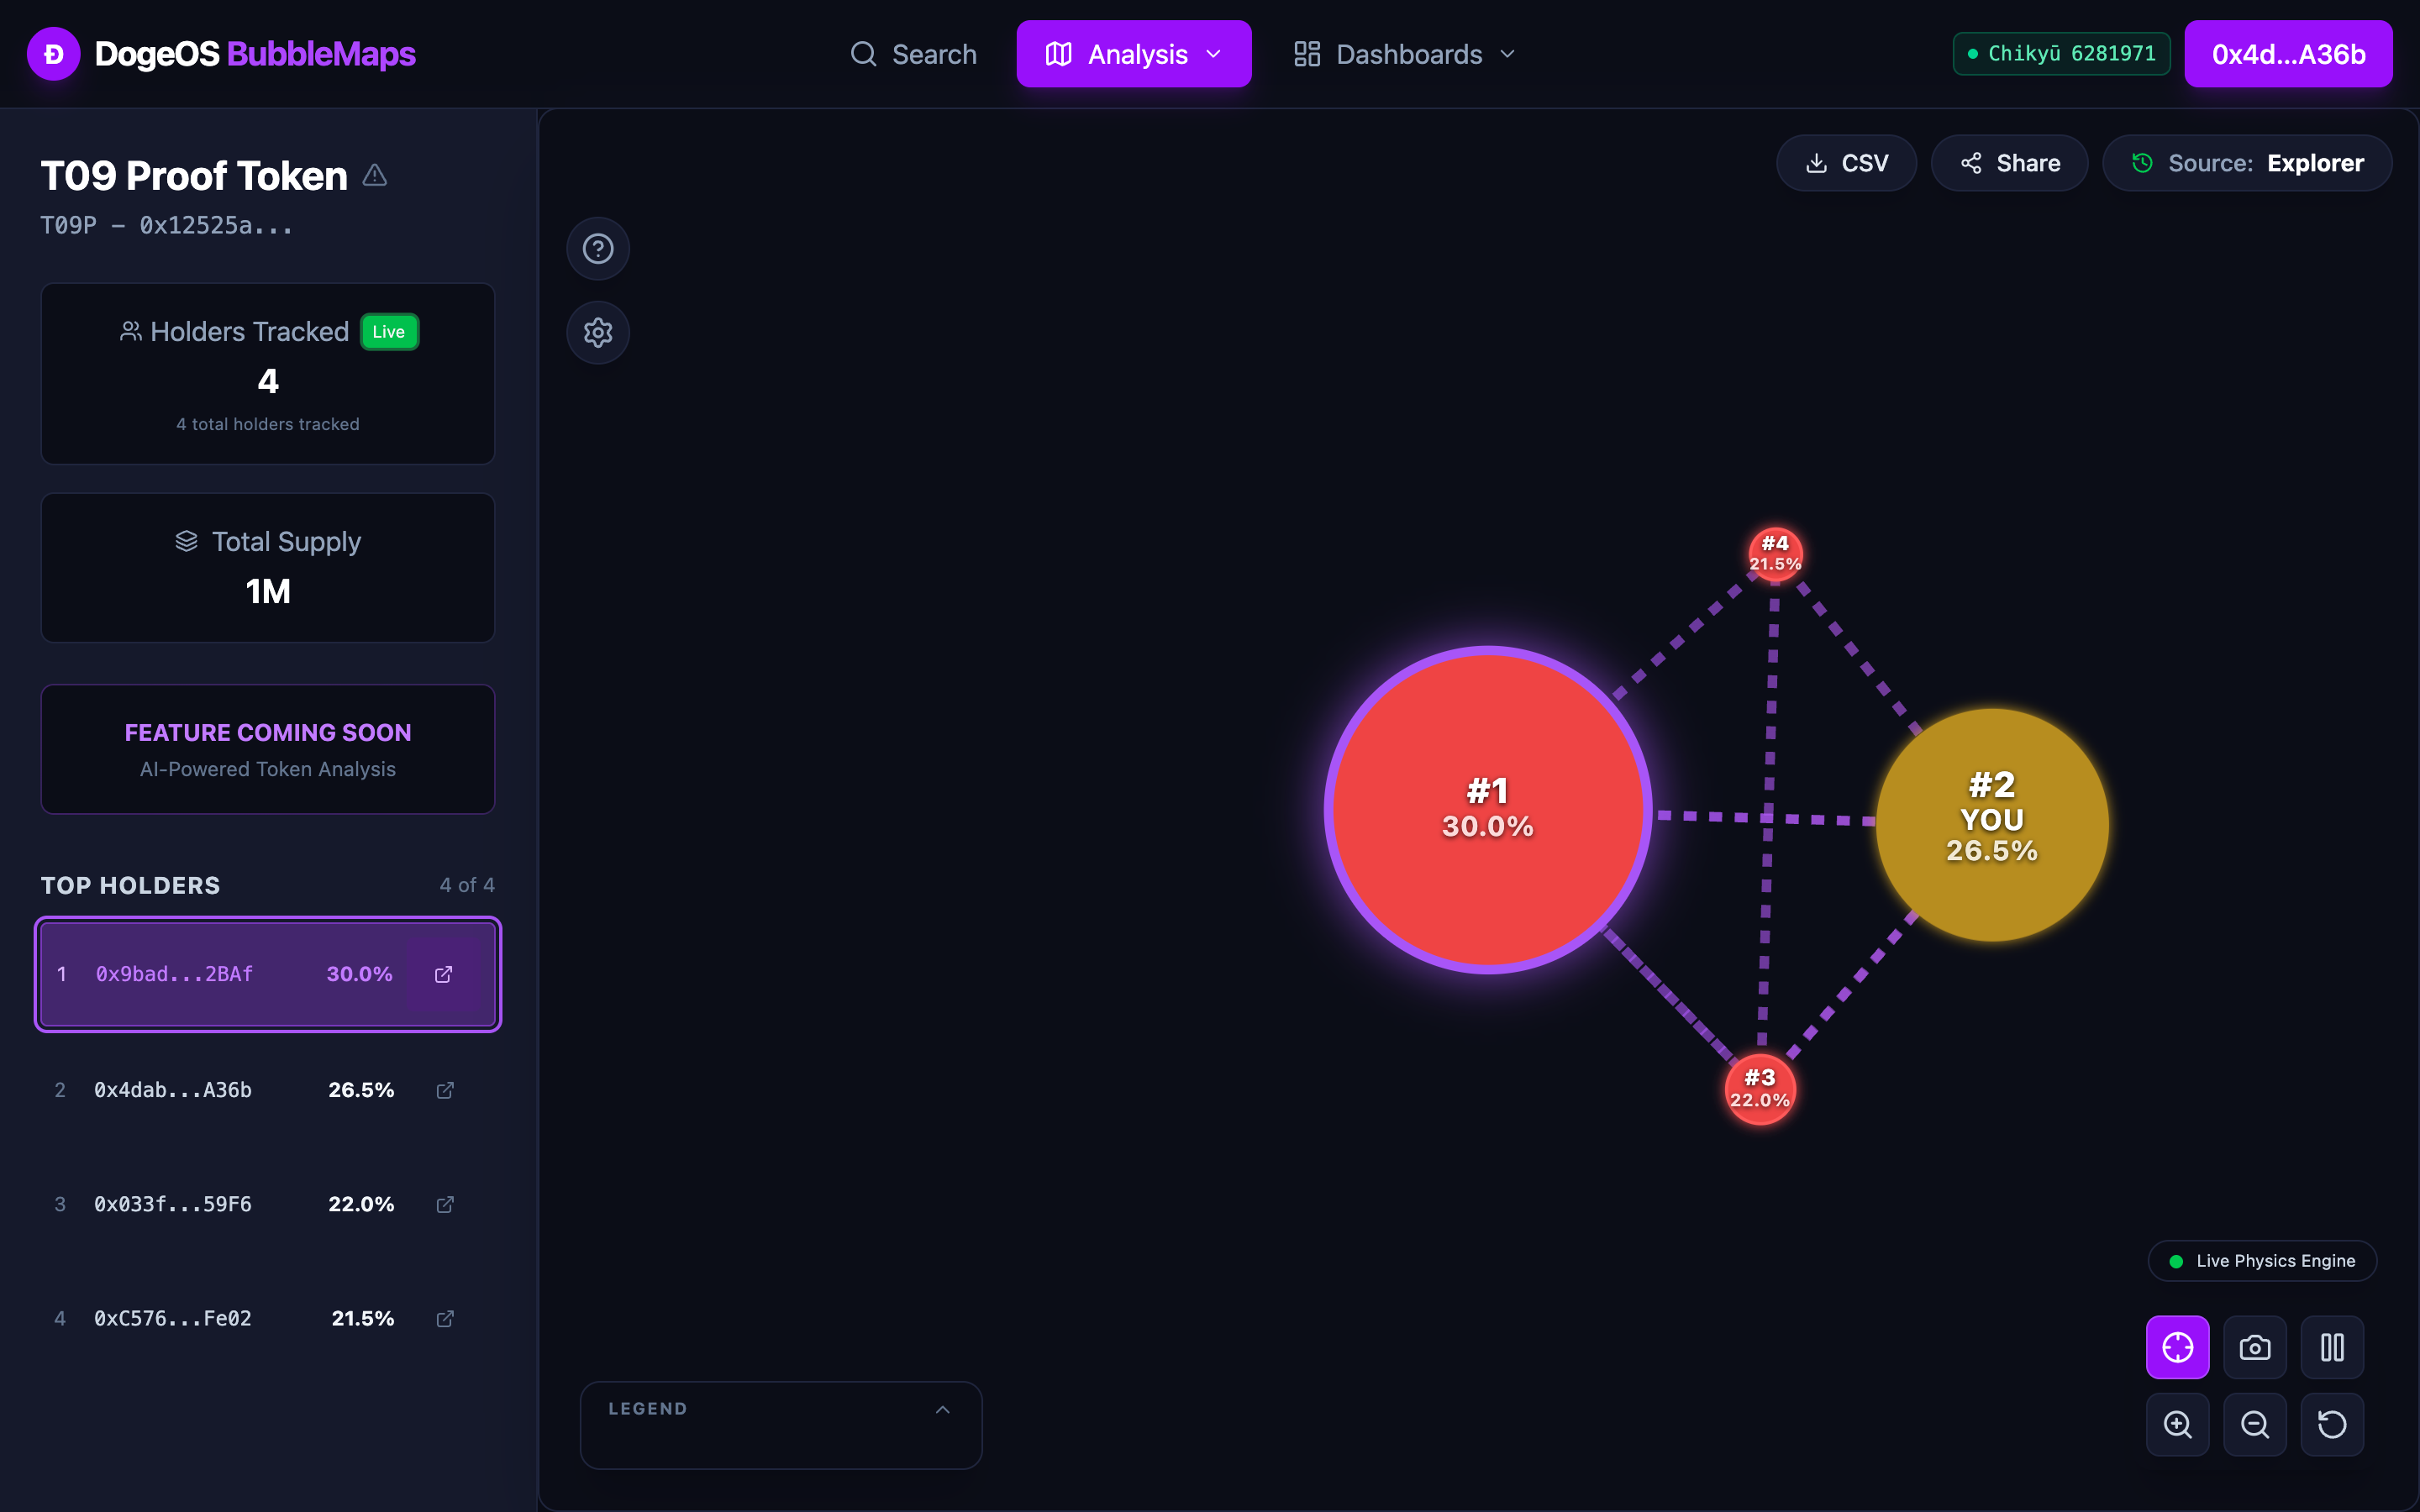 Đ DogeOS BubbleMaps
Search
Analysis
Dashboards
Chikyū 6281971
0x4d...A36b
T09 Proof Token
T09P – 0x12525a...
Holders Tracked Live
4
4 total holders tracked
Total Supply
1M
FEATURE COMING SOON
AI-Powered Token Analysis
TOP HOLDERS 4 of 4
1 0x9bad...2BAf 30.0%
2 0x4dab...A36b 26.5%
3 0x033f...59F6 22.0%
4 0xC576...Fe02 21.5%
CSV
Share
Source: Explorer
#4
21.5%
#1
30.0%
#2
YOU
26.5%
#3
22.0%
Live Physics Engine
LEGEND